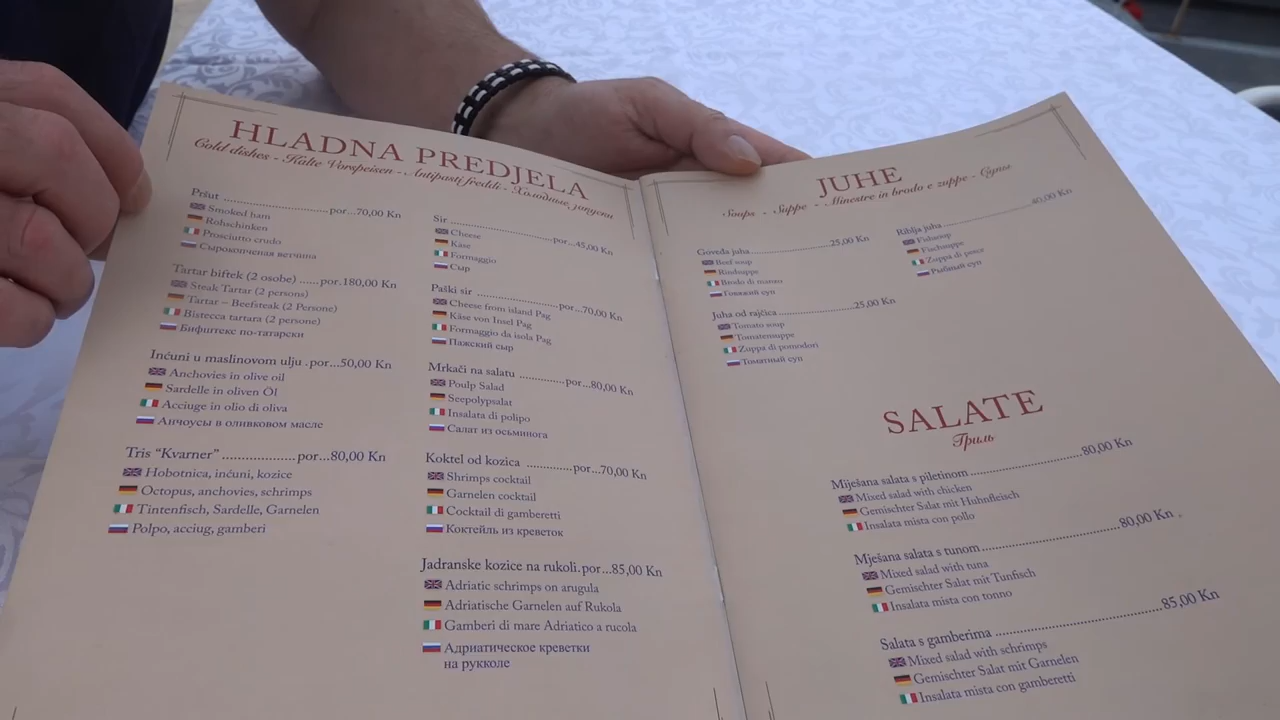 HLADNA PREDJELA
Cold dishes - Kalte Vorspeisen - Antipasti freddi - Холодные закуски
Pršut ..............................por...70,00 Kn
Smoked ham
Rohschinken
Prosciutto crudo
Сырокопченая ветчина
Tartar biftek (2 osobe) ......por.180,00 Kn
Steak Tartar (2 persons)
Tartar – Beefsteak (2 Persone)
Bistecca tartara (2 persone)
Бифштекс по-татарски
Inćuni u maslinovom ulju .por...50,00 Kn
Anchovies in olive oil
Sardelle in oliven Öl
Acciuge in olio di oliva
Анчоусы в оливковом масле
Tris “Kvarner”...................por...80,00 Kn
Hobotnica, inćuni, kozice
Octopus, anchovies, schrimps
Tintenfisch, Sardelle, Garnelen
Polpo, acciug, gamberi
Sir ..............................por...45,00 Kn
Cheese
Käse
Formaggio
Сыр
Paški sir ........................por...70,00 Kn
Cheese from island Pag
Käse von Insel Pag
Formaggio da isola Pag
Пажский сыр
Mrkači na salatu ............por...80,00 Kn
Poulp Salad
Seepolypsalat
Insalata di polipo
Салат из осьминога
Koktel od kozica ............por...70,00 Kn
Shrimps cocktail
Garnelen cocktail
Cocktail di gamberetti
Коктейль из креветок
Jadranske kozice na rukoli.por...85,00 Kn
Adriatic schrimps on arugula
Adriatische Garnelen auf Rukola
Gamberi di mare Adriatico a rucola
Адриатическое креветки
на рукколе
JUHE
Soups - Suppe - Minestre in brodo e zuppe - Супы
Goveđa juha..............................25,00 Kn
Beef soup
Rindsuppe
Brodo di manzo
Говяжий суп
Juha od rajčica..........................25,00 Kn
Tomato soup
Tomatensuppe
Zuppa di pomodori
Томатный суп
Riblja juha..............................40,00 Kn
Fishsoup
Fischsuppe
Zuppa di pesce
Рыбный суп
SALATE
Гриль
Miješana salata s piletinom..........................80,00 Kn
Mixed salad with chicken
Gemischter Salat mit Huhnfleisch
Insalata mista con pollo
Mješana salata s tunom..............................80,00 Kn
Mixed salad with tuna
Gemischter Salat mit Tunfisch
Insalata mista con tonno
Salata s gamberima ..................................85,00 Kn
Mixed salad with schrimps
Gemischter Salat mit Garnelen
Insalata mista con gamberetti